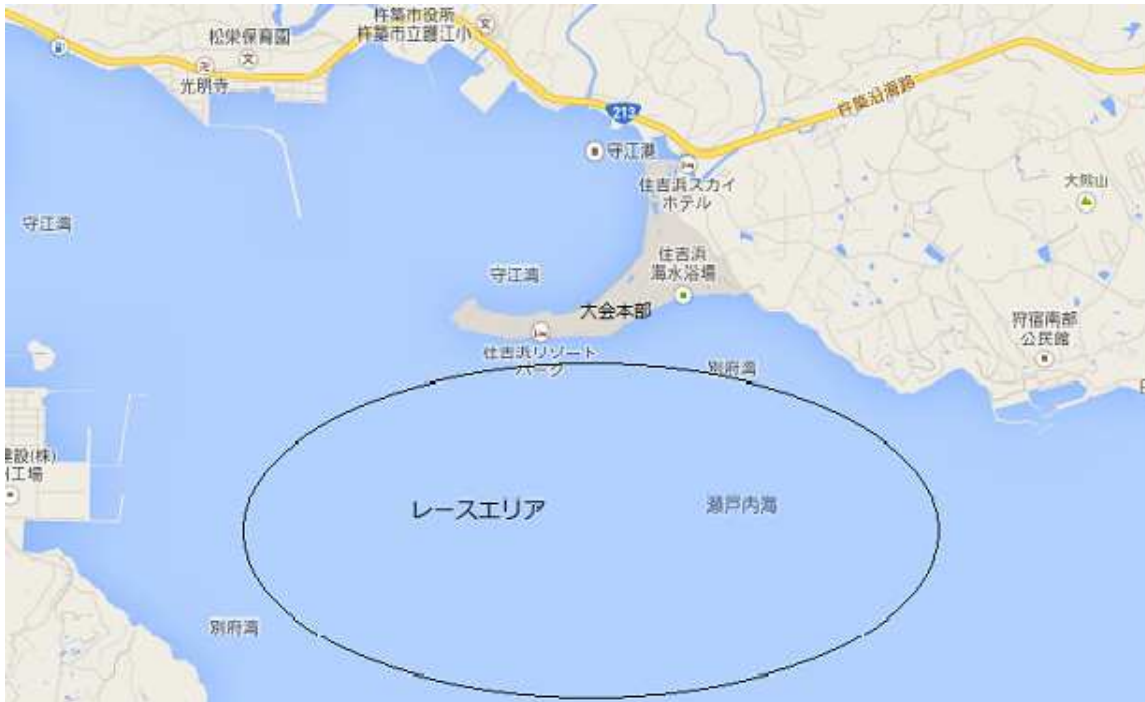 杵築市役所
杵築市立護江小
松栄保育園
光明寺
213
杵築沿海路
守江港
住吉浜スカイ
ホテル
大熊山
守江湾
住吉浜
海水浴場
守江湾
大会本部
狩宿南部
公民館
住吉浜リゾート
パーク
別府湾
建設(株)
工場
レースエリア
瀬戸内海
別府湾